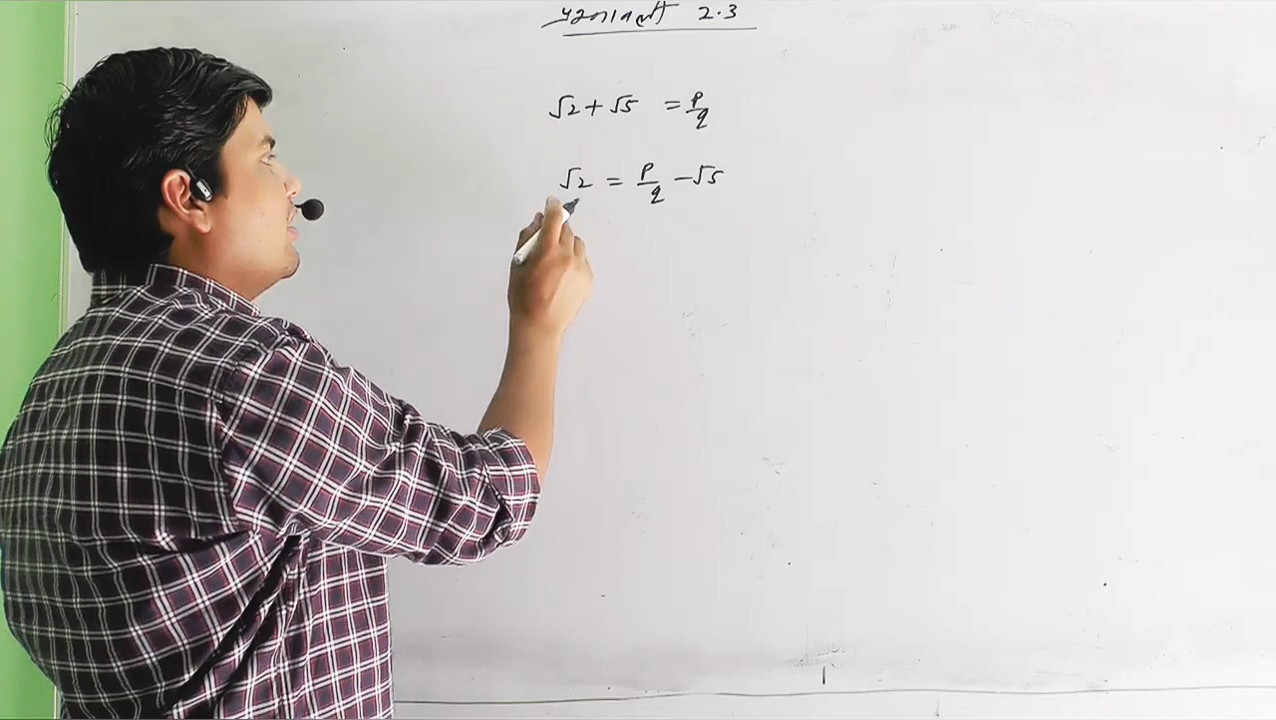 प्रश्नावली 2.3
√2 + √5 = p/q
√2 = p/q - √5